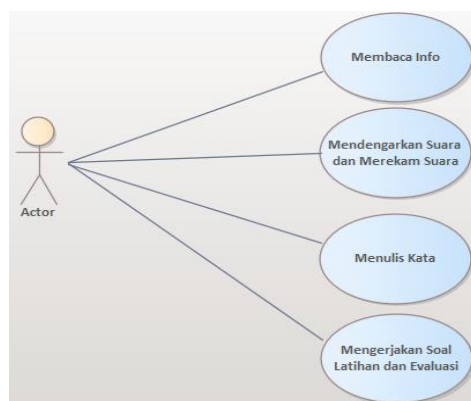 Membaca Info
Mendengarkan Suara
dan Merekam Suara
Actor
Menulis Kata
Mengerjakan Soal
Latihan dan Evaluasi